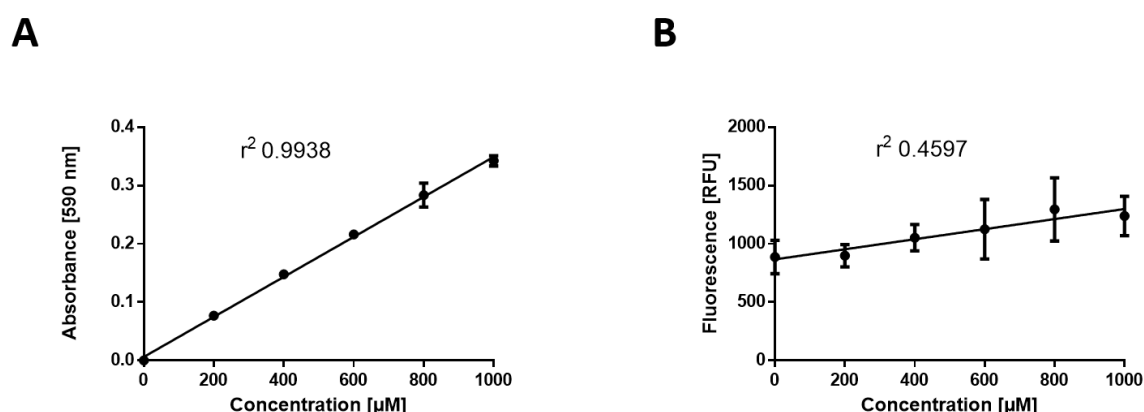 A
B
r² 0.9938
r² 0.4597
Absorbance [590 nm]
0.4
0.3
0.2
0.1
0.0
0 200 400 600 800 1000
Concentration [µM]
Fluorescence [RFU]
2000
1500
1000
500
0
0 200 400 600 800 1000
Concentration [µM]